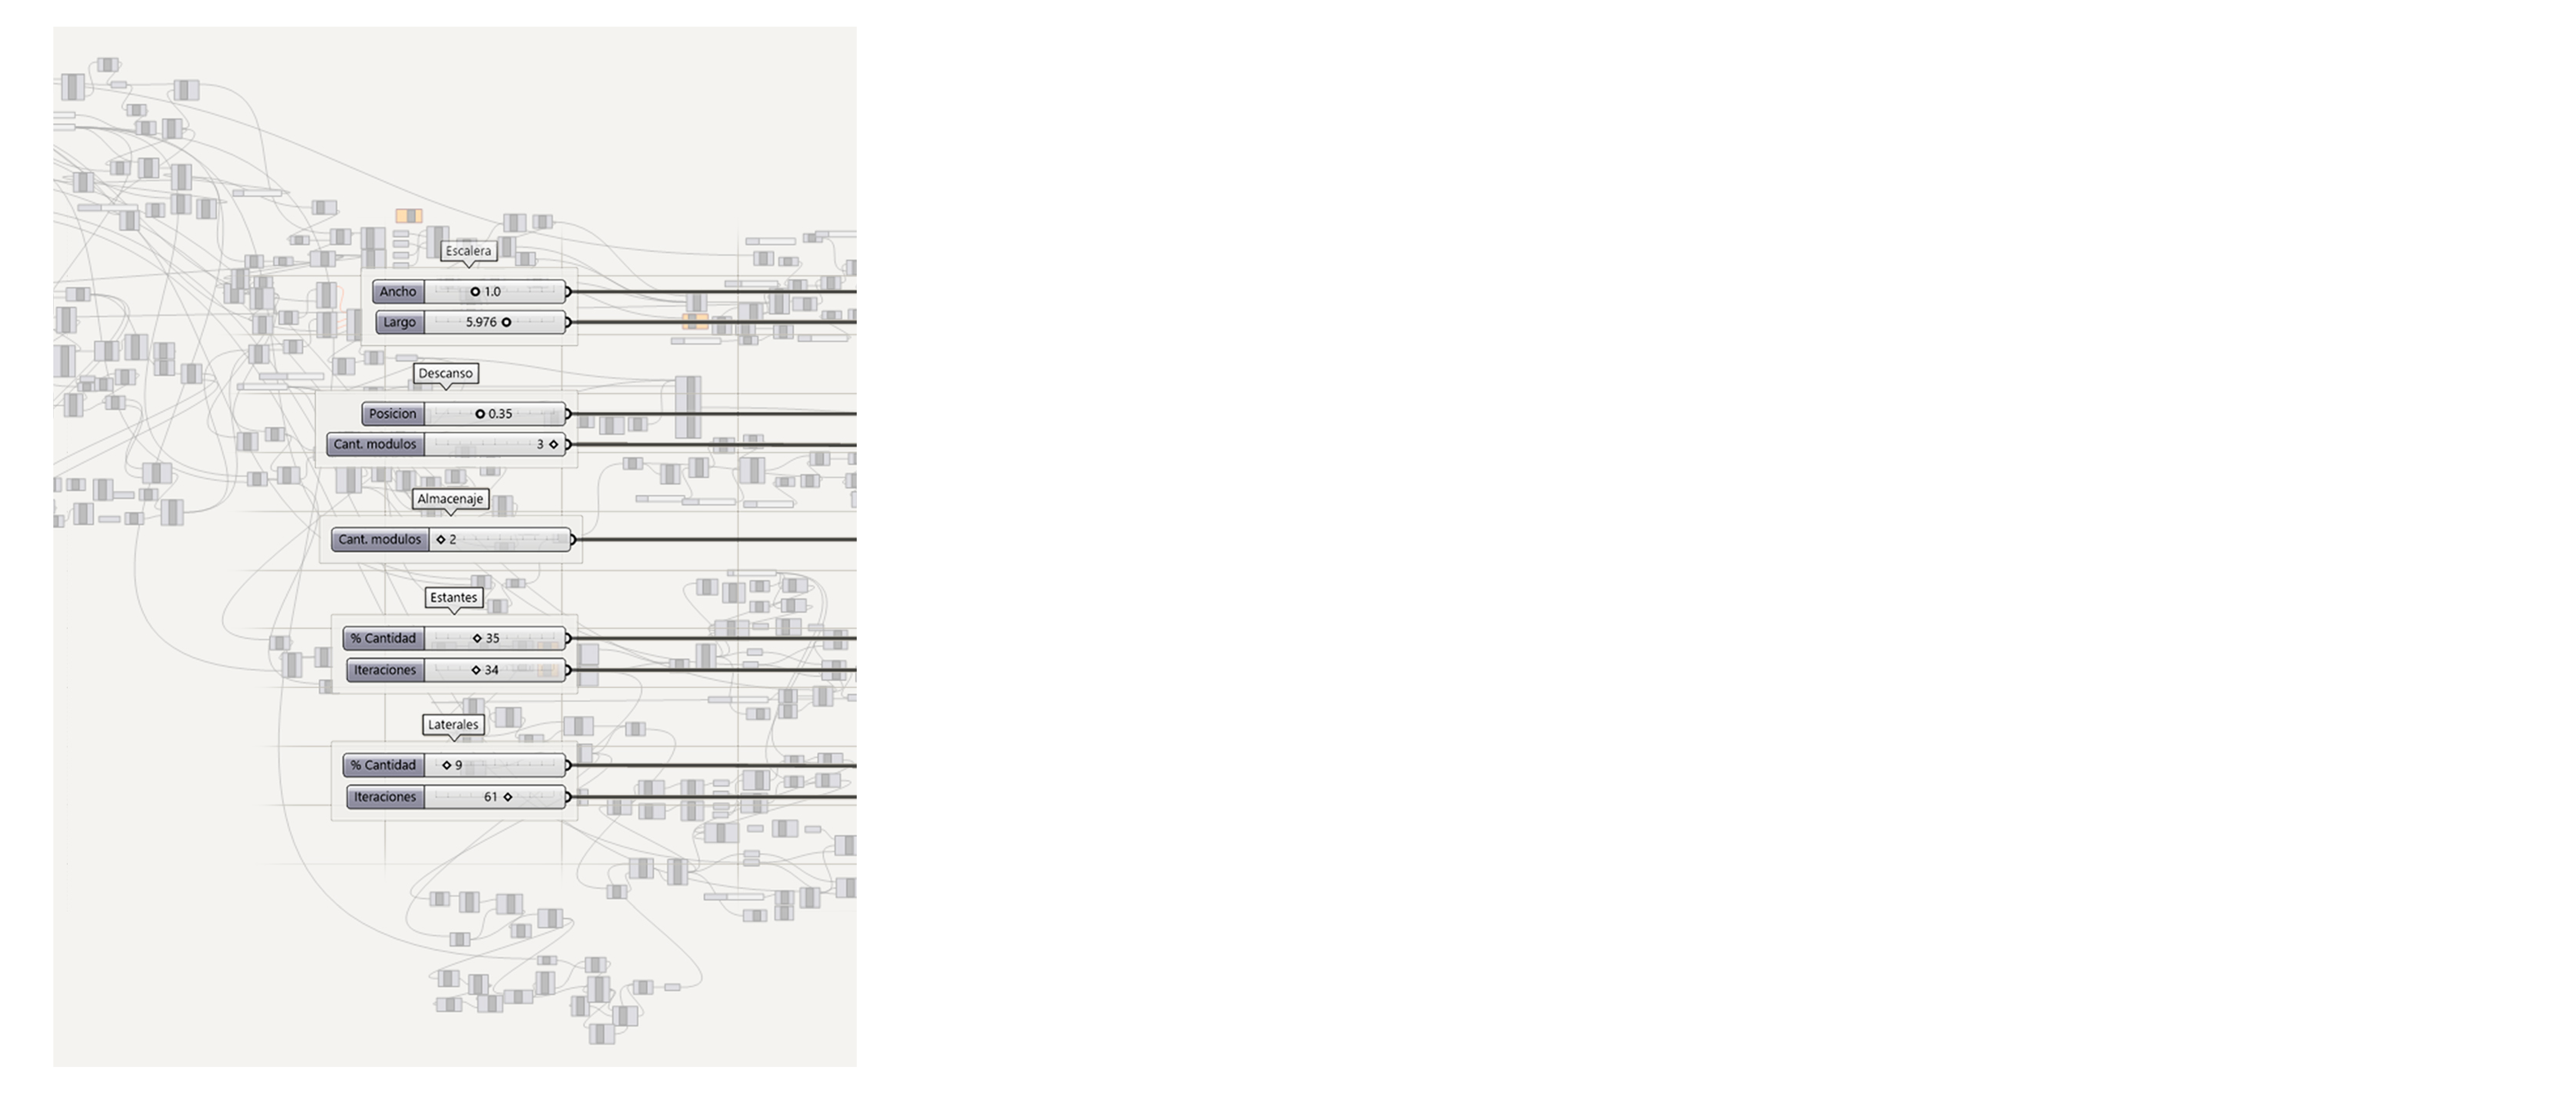 Escalera
Ancho 1.0
Largo 5.976
Descanso
Posicion 0.35
Cant. modulos 3
Almacenaje
Cant. modulos 2
Estantes
% Cantidad 35
Iteraciones 34
Laterales
% Cantidad 9
Iteraciones 61